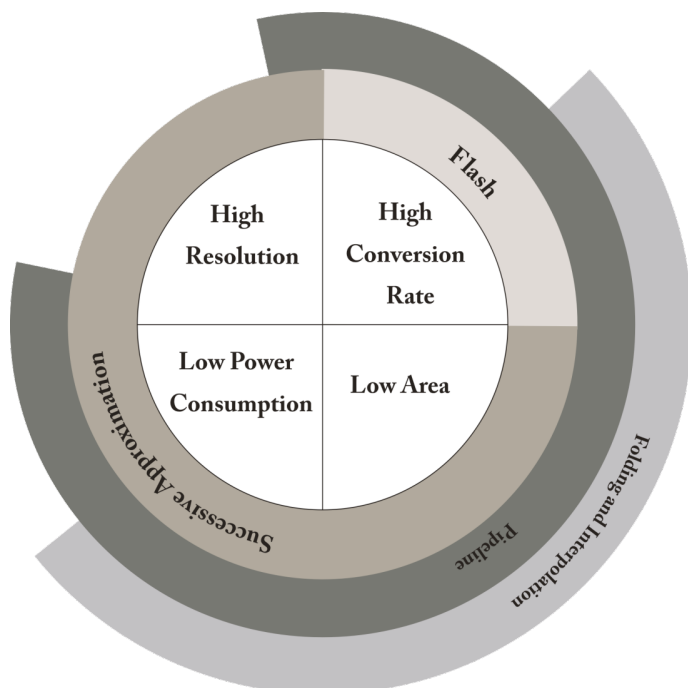 High
Resolution
High
Conversion
Rate
Low Power
Consumption
Low Area
Flash
Successive Approximation
Pipeline
Folding and Interpolation